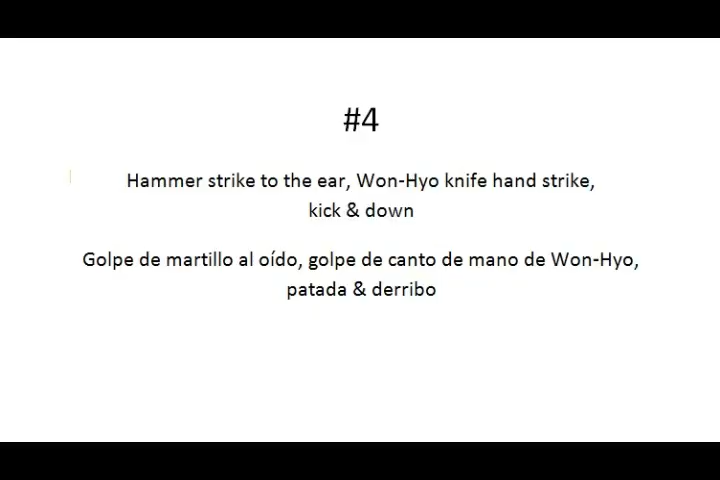 #4
Hammer strike to the ear, Won-Hyo knife hand strike,
kick & down
Golpe de martillo al oído, golpe de canto de mano de Won-Hyo,
patada & derribo